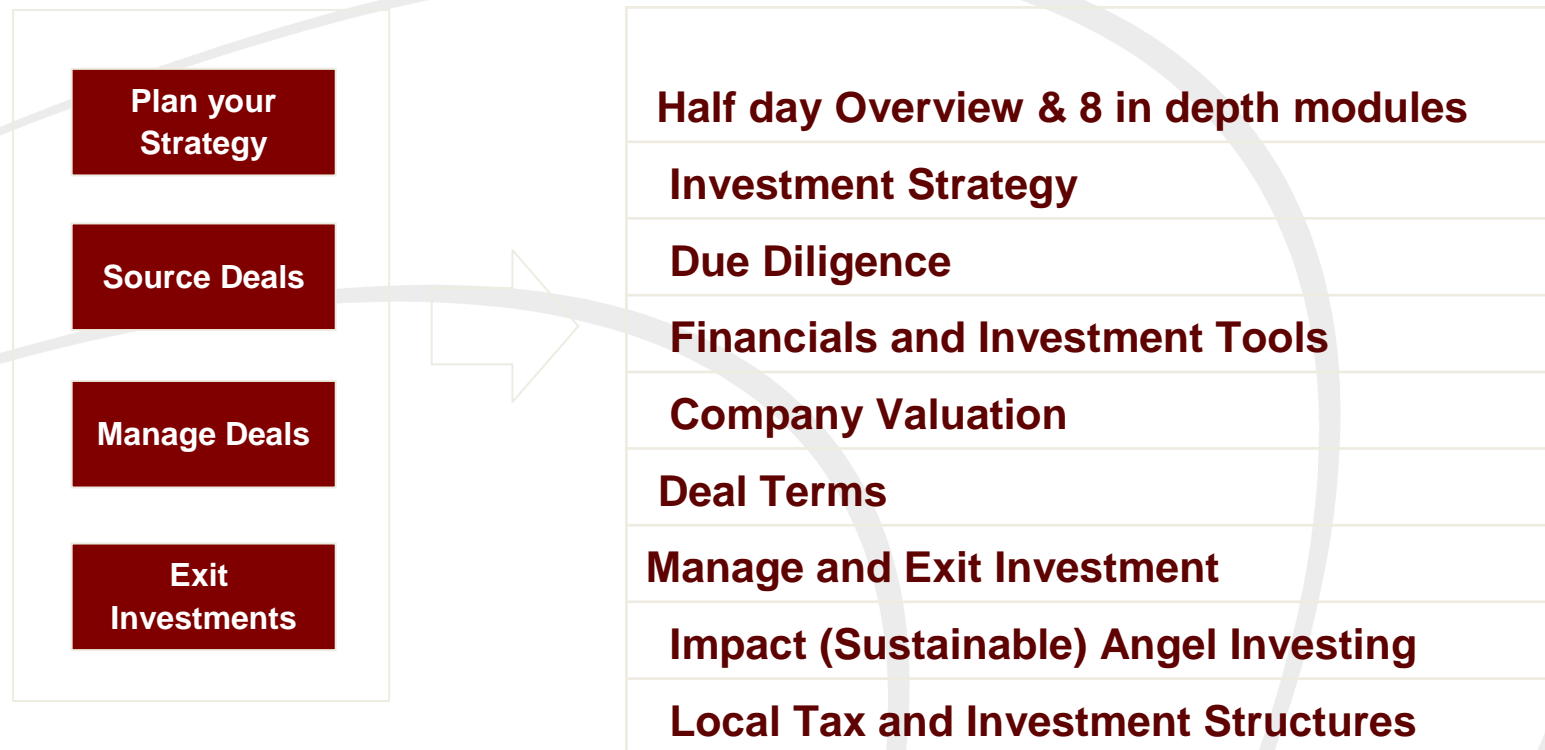 Plan your
Strategy
Source Deals
Manage Deals
Exit
Investments
Half day Overview & 8 in depth modules
Investment Strategy
Due Diligence
Financials and Investment Tools
Company Valuation
Deal Terms
Manage and Exit Investment
Impact (Sustainable) Angel Investing
Local Tax and Investment Structures